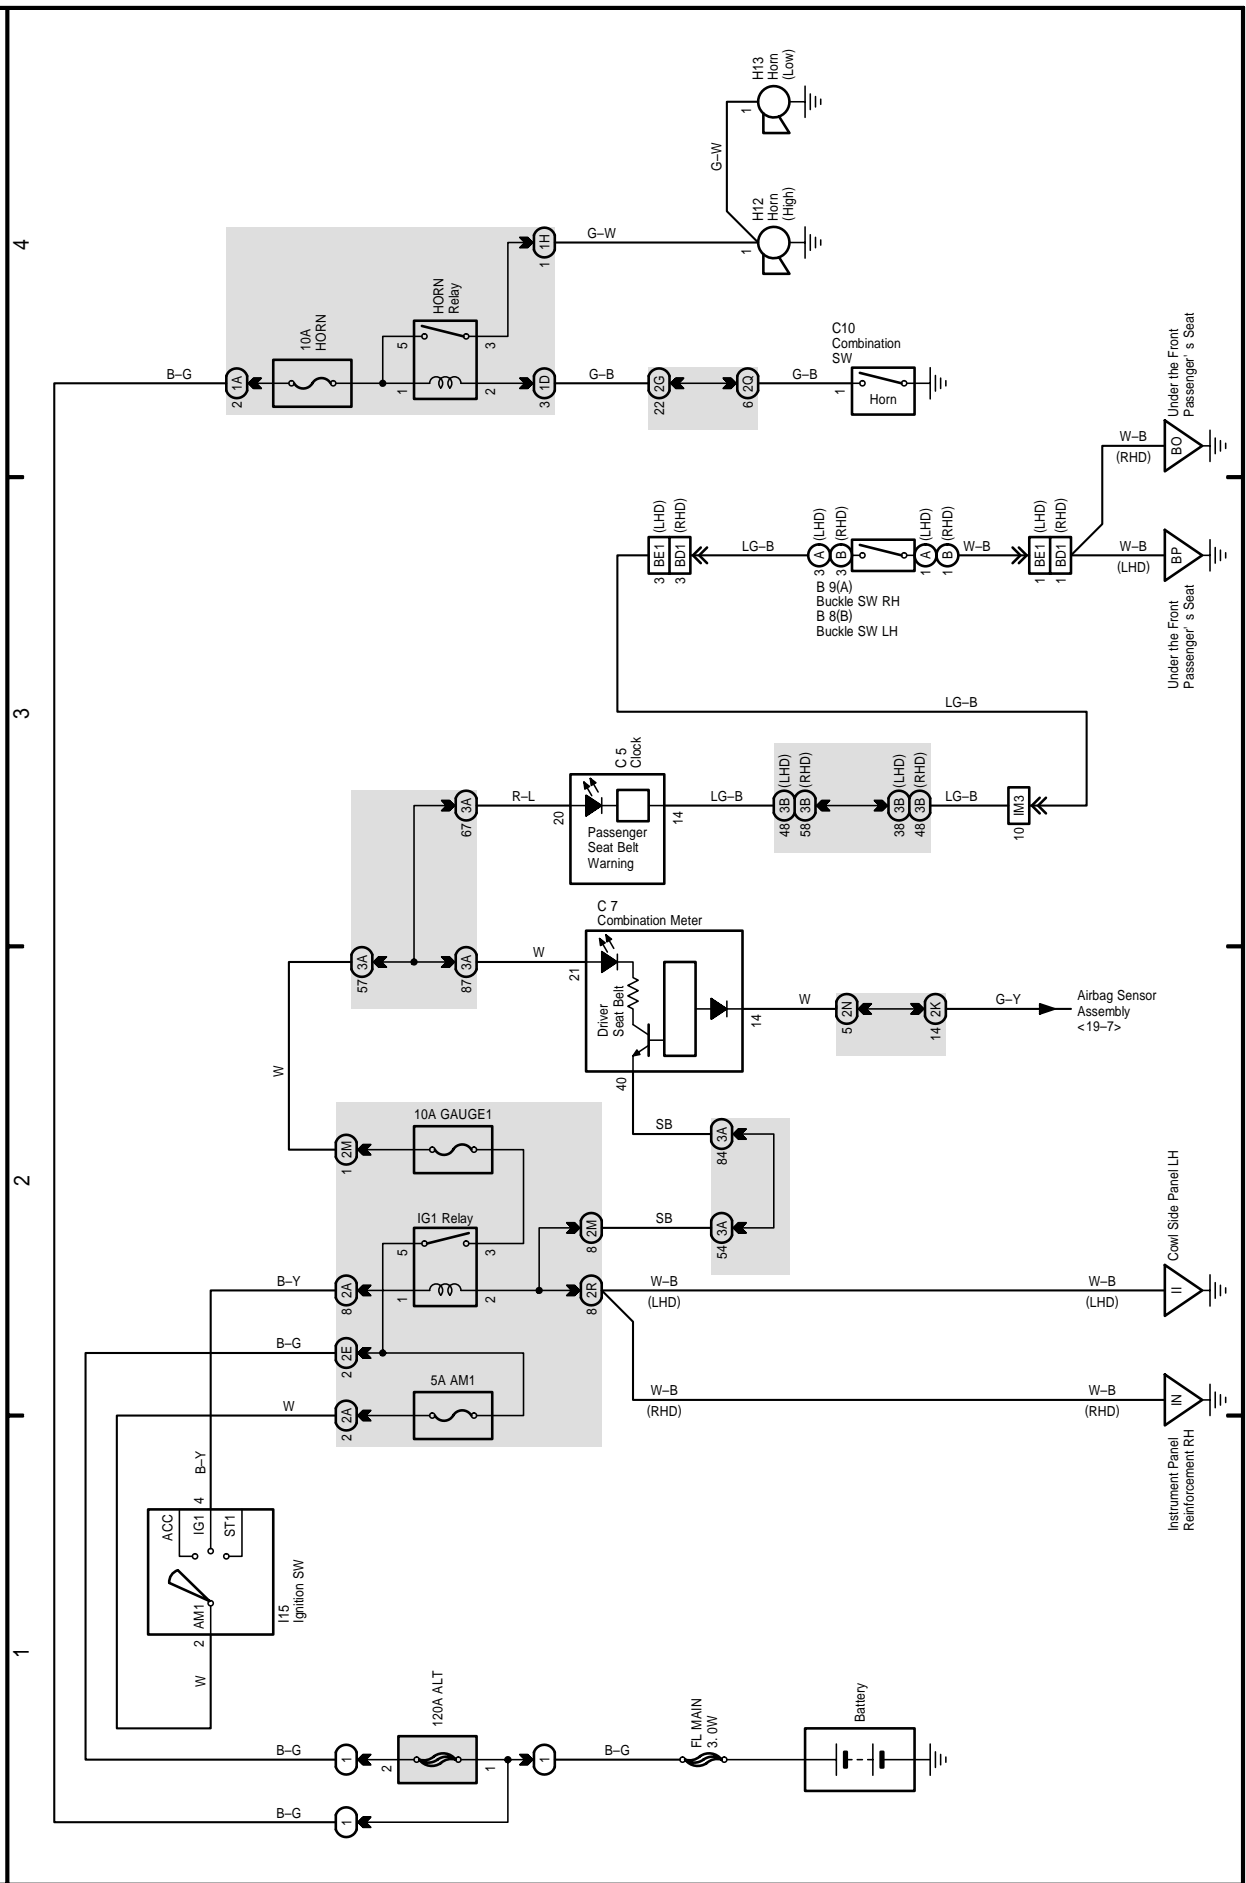 4
3
2
1
H13
Horn
(Low)
1
G–W
H12
Horn
(High)
1
G–W
1H
1
HORN
Relay
10A
HORN
B–G
1A
2
5
3
1
2
1D
3
G–B
2G
22
2Q
6
G–B
C10
Combination
SW
1
Horn
Under the Front
Passenger' s Seat
W–B
(RHD)
BO
BE1 (LHD)
BD1 (RHD)
3
3
LG–B
A (LHD)
B (RHD)
3
3
A (LHD)
B (RHD)
1
1
W–B
BE1 (LHD)
BD1 (RHD)
1
1
W–B
(LHD)
BP
B 9(A)
Buckle SW RH
B 8(B)
Buckle SW LH
Under the Front
Passenger' s Seat
LG–B
C 5
Clock
3A
67
R–L
20
Passenger
Seat Belt
Warning
14
LG–B
3B (LHD)
3B (RHD)
48
58
3B (LHD)
3B (RHD)
38
48
LG–B
IM3
10
C 7
Combination Meter
3A
57
3A
87
W
21
Driver
Seat Belt
14
W
2N
5
2K
14
G–Y
Airbag Sensor
Assembly
<19–7>
40
W
10A GAUGE1
2M
1
SB
3A
84
IG1 Relay
5
3
2M
8
SB
3A
54
B–Y
2A
8
1
2
2R
8
W–B
(LHD)
W–B
(LHD)
II
Cowl Side Panel LH
B–G
2E
2
5A AM1
W
2A
2
W–B
(RHD)
W–B
(RHD)
IN
Instrument Panel
Reinforcement RH
B–Y
4
ACC
IG1
ST1
AM1
2
I15
Ignition SW
W
120A ALT
B–G
1
2
1
1
B–G
FL MAIN
3. 0W
Battery
B–G
1